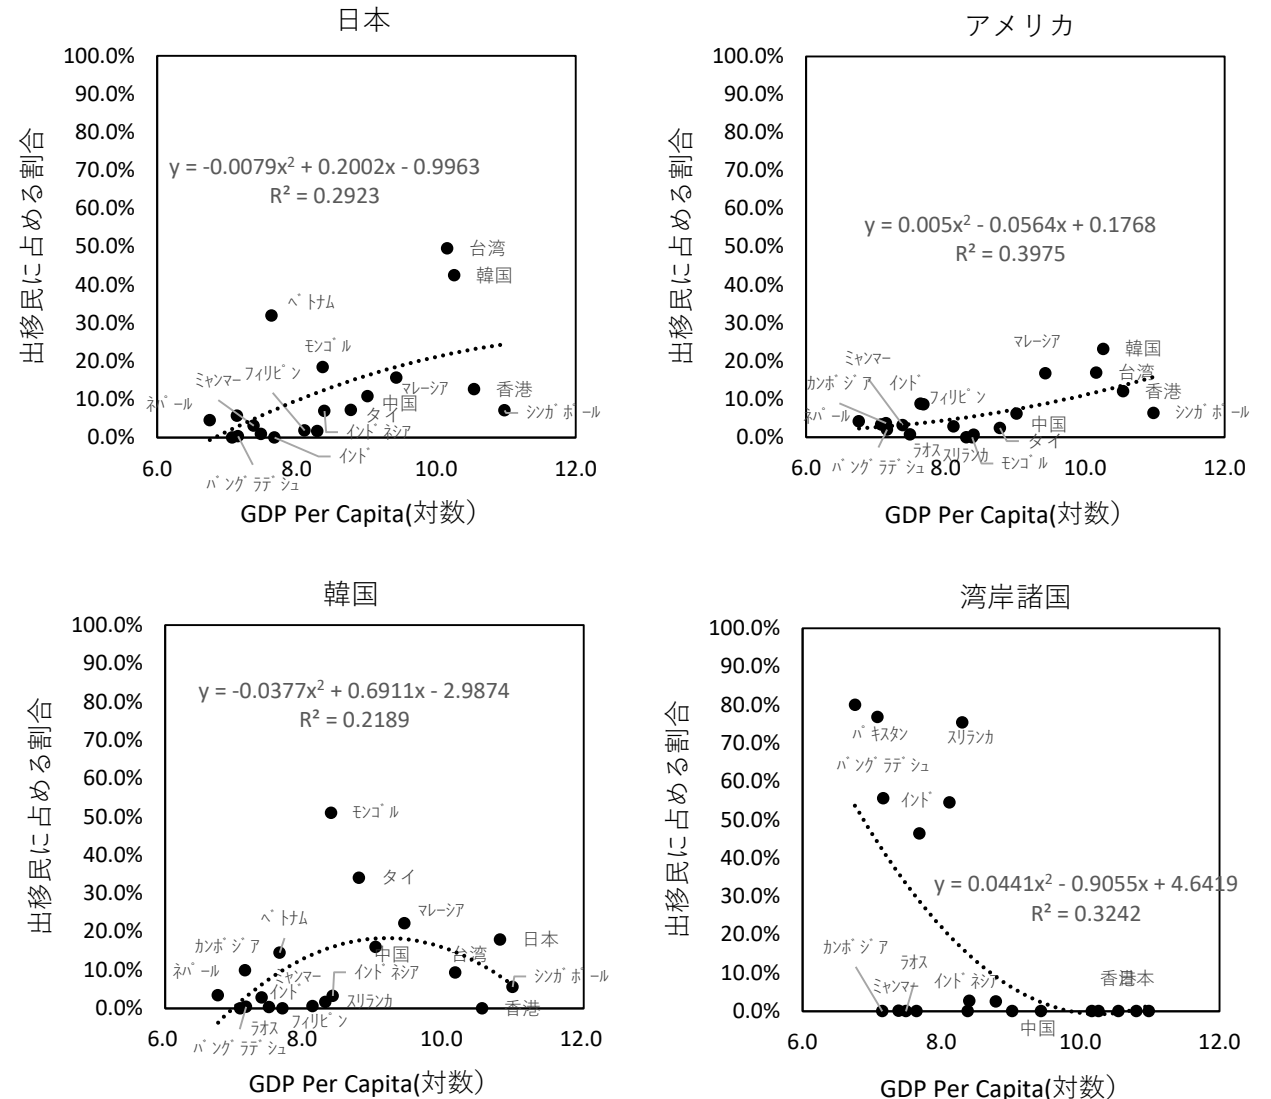 日本
100.0%
90.0%
80.0%
70.0%
60.0%
50.0%
40.0%
30.0%
20.0%
10.0%
0.0%
出移民に占める割合
y = -0.0079x² + 0.2002x - 0.9963
R² = 0.2923
台湾
韓国
ﾍﾞﾄﾅﾑ
ﾓﾝｺﾞﾙ
ﾐｬﾝﾏｰ
ﾌｨﾘﾋﾟﾝ
ﾏﾚｰｼｱ
香港
ﾈﾊﾟｰﾙ
中国
ｼﾝｶﾞﾎﾟｰﾙ
タイ
ｲﾝﾄﾞﾈｼｱ
ｲﾝﾄﾞ
ﾊﾞﾝｸﾞﾗﾃﾞｼｭ
6.0
8.0
10.0
12.0
GDP Per Capita(対数）
アメリカ
100.0%
90.0%
80.0%
70.0%
60.0%
50.0%
40.0%
30.0%
20.0%
10.0%
0.0%
出移民に占める割合
y = 0.005x² - 0.0564x + 0.1768
R² = 0.3975
ﾏﾚｰｼｱ
韓国
ﾐｬﾝﾏｰ
台湾
ｶﾝﾎﾞｼﾞｱ
ｲﾝﾄﾞ
香港
ﾌｨﾘﾋﾟﾝ
ﾈﾊﾟｰﾙ
ｼﾝｶﾞﾎﾟｰﾙ
中国
タイ
ﾗｵｽ
ｽﾘﾗﾝｶ
ﾓﾝｺﾞﾙ
ﾊﾞﾝｸﾞﾗﾃﾞｼｭ
6.0
8.0
10.0
12.0
GDP Per Capita(対数）
韓国
100.0%
90.0%
80.0%
70.0%
60.0%
50.0%
40.0%
30.0%
20.0%
10.0%
0.0%
出移民に占める割合
y = -0.0377x² + 0.6911x - 2.9874
R² = 0.2189
ﾓﾝｺﾞﾙ
タイ
ﾏﾚｰｼｱ
ﾍﾞﾄﾅﾑ
日本
ｶﾝﾎﾞｼﾞｱ
中国
台湾
ﾈﾊﾟｰﾙ
ﾐｬﾝﾏｰ
ｲﾝﾄﾞﾈｼｱ
ｼﾝｶﾞﾎﾟｰﾙ
ｲﾝﾄﾞ
ｽﾘﾗﾝｶ
香港
ﾗｵｽ
ﾌｨﾘﾋﾟﾝ
ﾊﾞﾝｸﾞﾗﾃﾞｼｭ
6.0
8.0
10.0
12.0
GDP Per Capita(対数）
湾岸諸国
100.0%
90.0%
80.0%
70.0%
60.0%
50.0%
40.0%
30.0%
20.0%
10.0%
0.0%
出移民に占める割合
ﾊﾟｷｽﾀﾝ
ｽﾘﾗﾝｶ
ﾊﾞﾝｸﾞﾗﾃﾞｼｭ
ｲﾝﾄﾞ
y = 0.0441x² - 0.9055x + 4.6419
R² = 0.3242
ｶﾝﾎﾞｼﾞｱ
ﾗｵｽ
ﾐｬﾝﾏｰ
ｲﾝﾄﾞﾈｼｱ
香港
日本
中国
6.0
8.0
10.0
12.0
GDP Per Capita(対数）